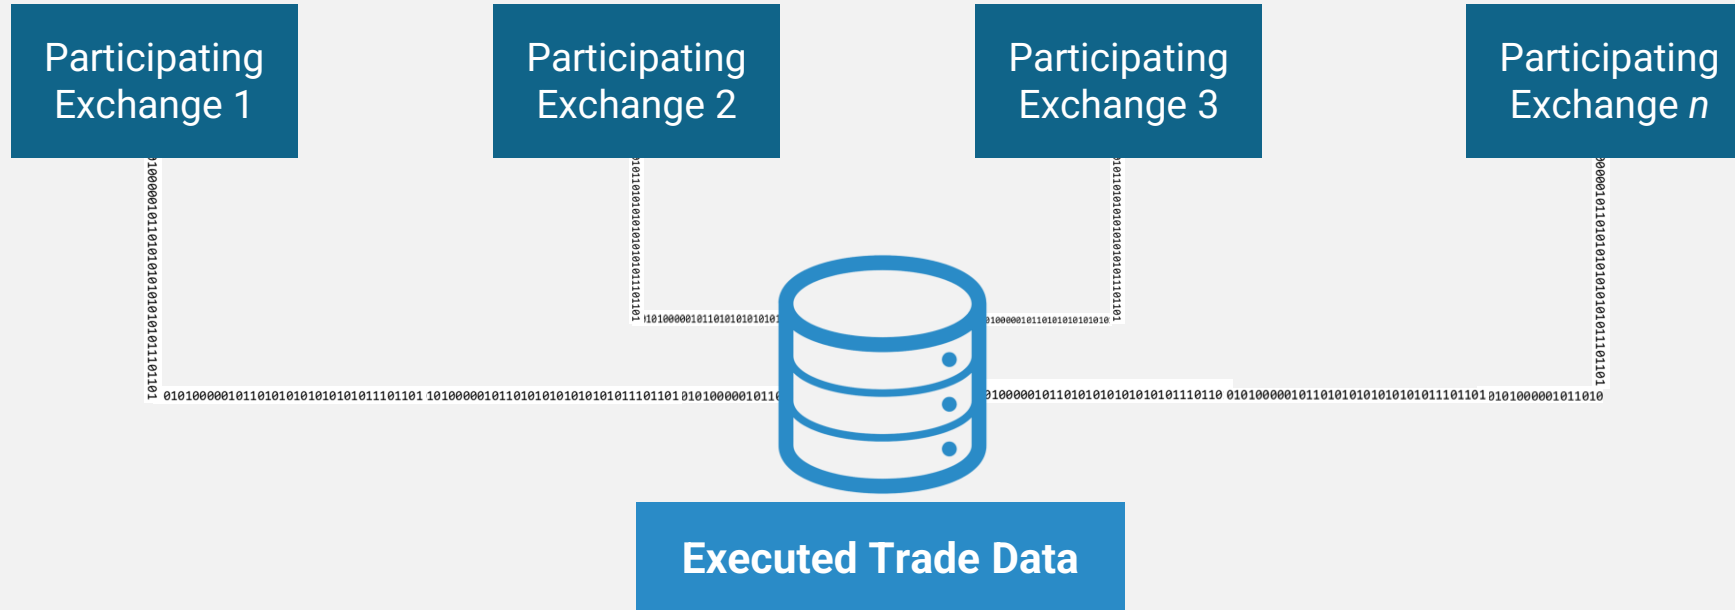 Participating
Exchange 1
Participating
Exchange 2
Participating
Exchange 3
Participating
Exchange n
Executed Trade Data